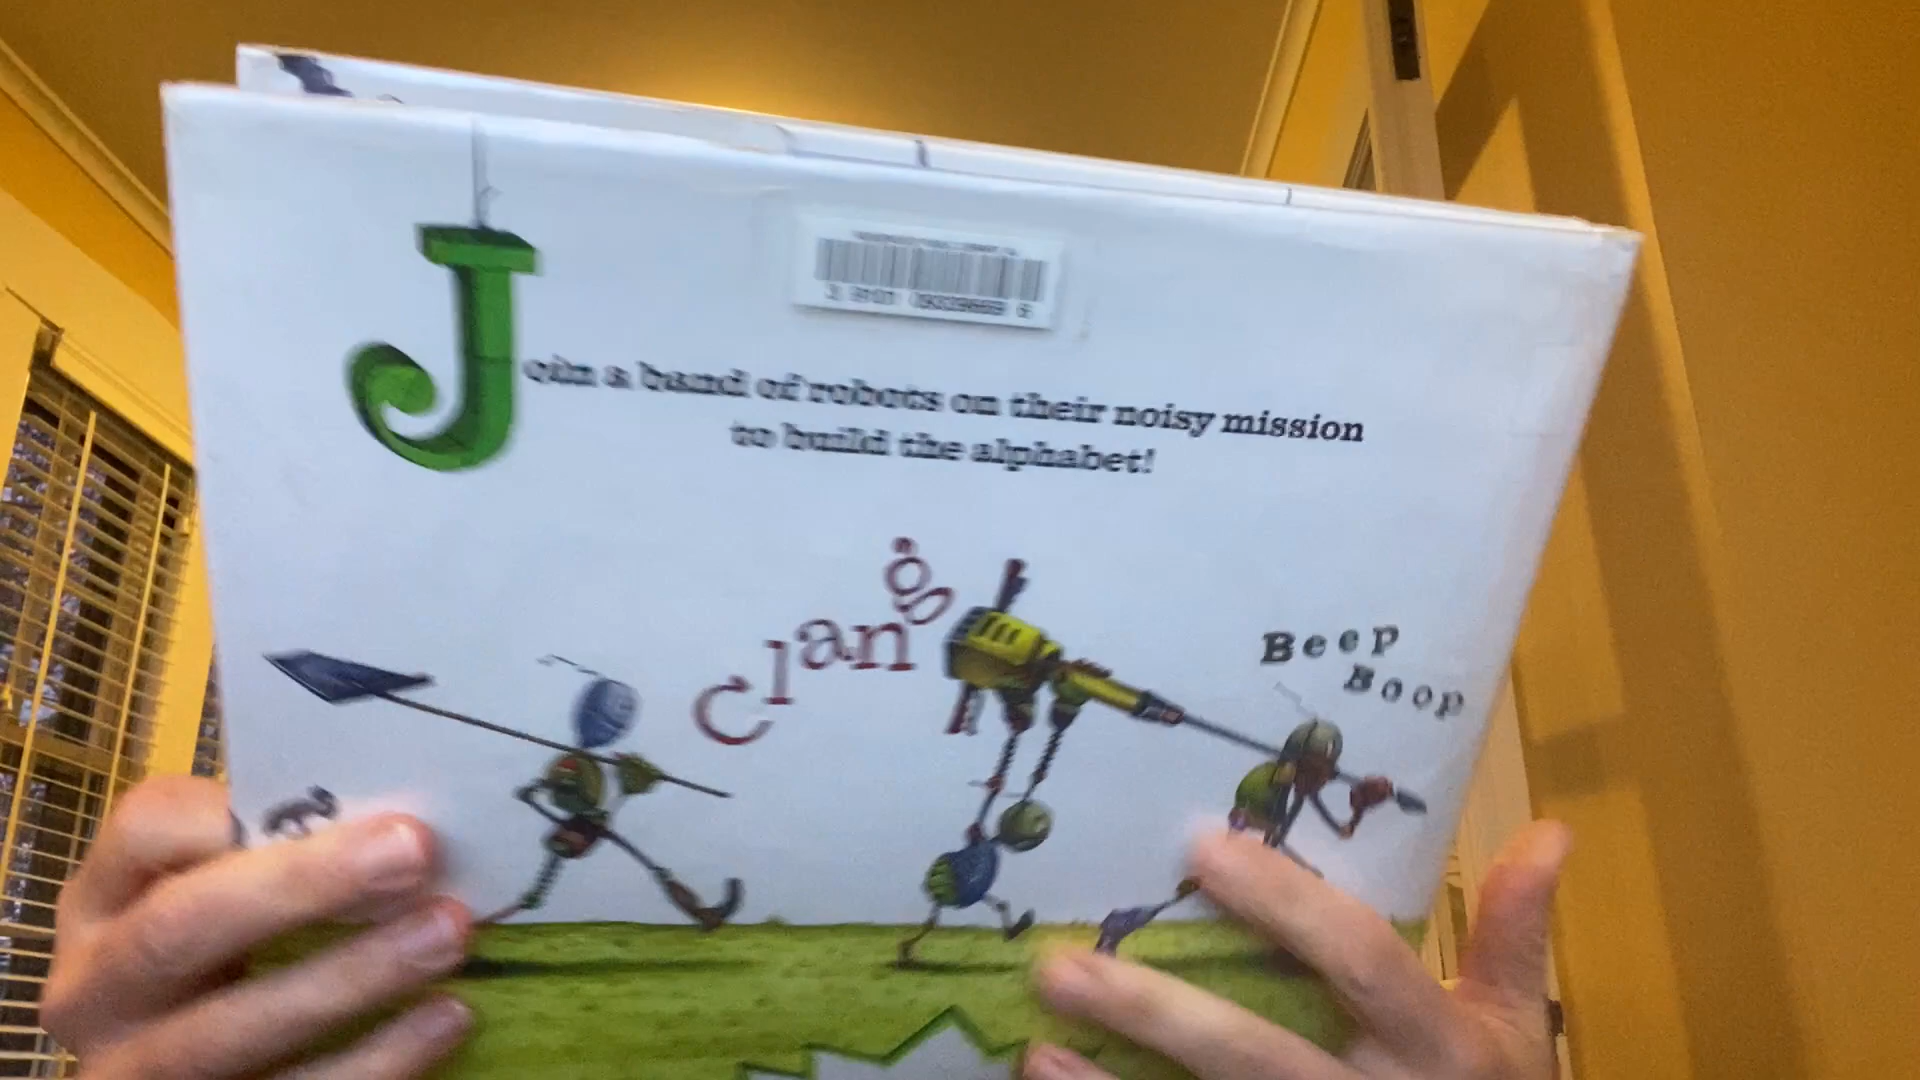 Join a band of robots on their noisy mission
to build the alphabet!
Clang
Beep
Boop